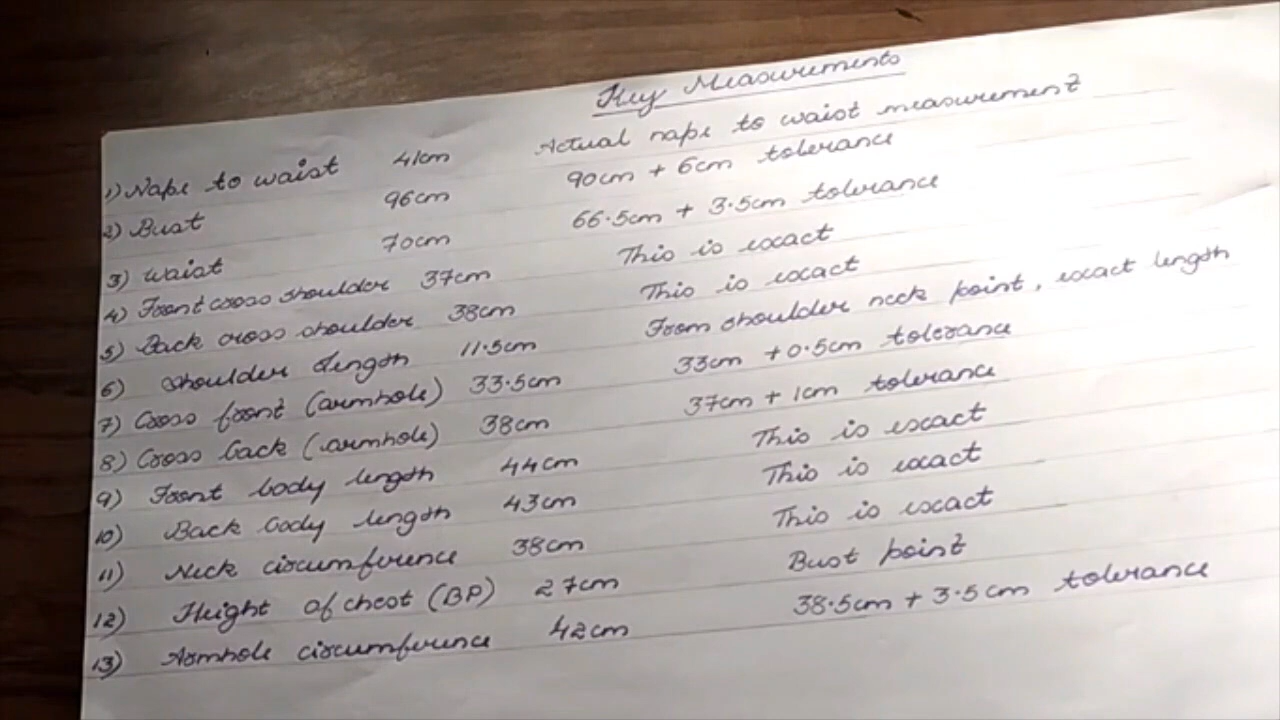 Key Measurements
1) Nape to waist 41cm Actual nape to waist measurement
2) Bust 96cm 90cm + 6cm tolerance
3) waist 70cm 66.5cm + 3.5cm tolerance
4) Front cross shoulder 37cm This is exact
5) Back cross shoulder 38cm This is exact
6) Shoulder length 11.5cm From shoulder neck point, exact length
7) Cross front (armhole) 33.5cm 33cm + 0.5cm tolerance
8) Cross back (armhole) 38cm 37cm + 1cm tolerance
9) Front body length 44cm This is exact
10) Back body length 43cm This is exact
11) Neck circumference 38cm This is exact
12) Height of chest (BP) 27cm Bust point
13) Armhole circumference 42cm 38.5cm + 3.5cm tolerance